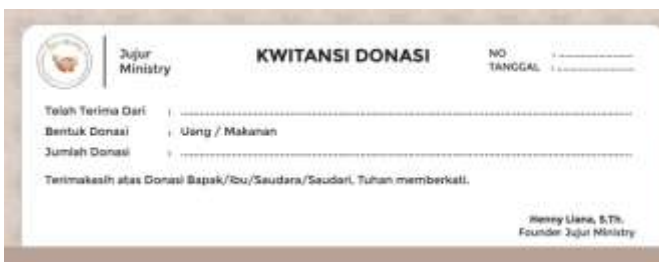 Jujur
Ministry
KWITANSI DONASI
NO :
TANGGAL :
Telah Terima Dari :
Bentuk Donasi : Uang / Makanan
Jumlah Donasi :
Terimakasih atas Donasi Bapak/Ibu/Saudara/Saudari, Tuhan memberkati.
Henny Liana, S.Th.
Founder Jujur Ministry